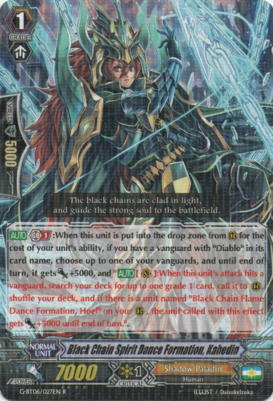 1
5000
The black chains are clad in light,
and guide the strong soul to the battlefield.
AUTO :When this unit is put into the drop zone from for the
cost of your unit's ability, if you have a vanguard with "Diablo" in its
card name, choose up to one of your vanguards, and until end of
turn, it gets +5000, and" AUTO :When this unit's attack hits a
vanguard, search your deck for up to one grade 1 card, call it to
shuffle your deck, and if there is a unit named "Black Chain Flame
Dance Formation, Hoel" on your the unit called with this effect
gets +5000 until end of turn.".
NORMAL UNIT
Black Chain Spirit Dance Formation, Kahedin
POWER 7000
1 CRITICAL
Shadow Paladin
Human
G-BT06/027EN R
ILLUST